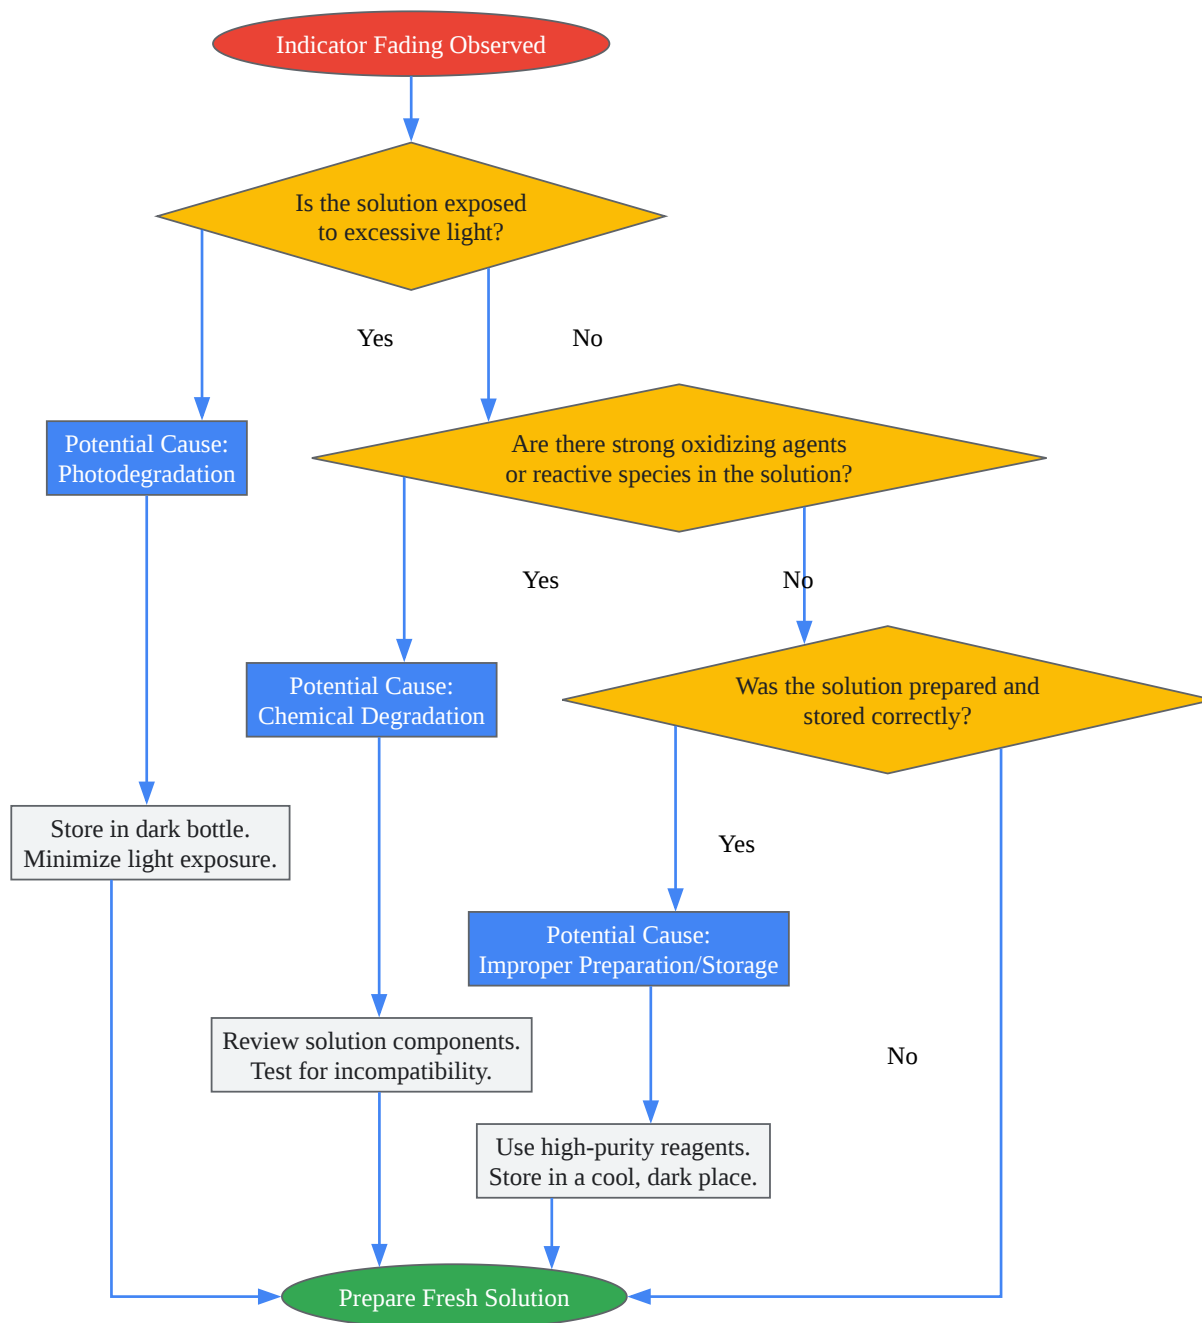 Indicator Fading Observed
Is the solution exposed
to excessive light?
Yes
No
Potential Cause:
Photodegradation
Are there strong oxidizing agents
or reactive species in the solution?
Yes
No
Potential Cause:
Chemical Degradation
Was the solution prepared and
stored correctly?
Store in dark bottle.
Minimize light exposure.
Yes
Potential Cause:
Improper Preparation/Storage
Review solution components.
Test for incompatibility.
No
Use high-purity reagents.
Store in a cool, dark place.
Prepare Fresh Solution